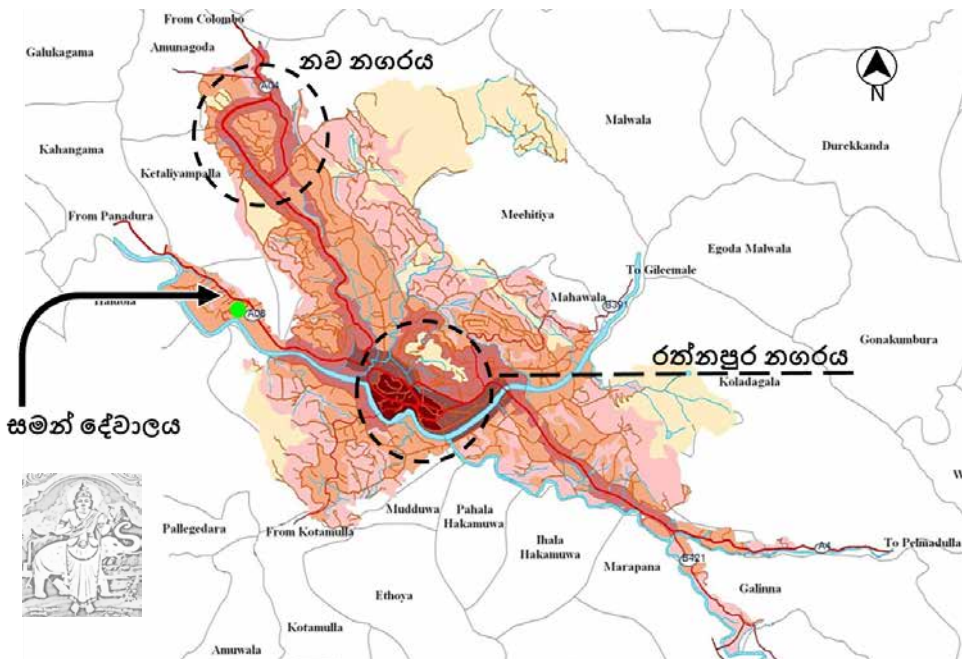 From Colombo
Galukagama
Amunagoda
නව නගරය
A04
N
Malwala
Durekkanda
Kahangama
Ketaliyampalla
From Panadura
Meehitiya
Egoda Malwala
To Gileemale
Mahawala
B391
A08
Gonakumbura
රත්නපුර නගරය
Koladagala
සමන් දේවාලය
Pallegedara
From Kotamulla
Mudduwa
Pahala
Hakamuwa
Ihala
Hakamuwa
Marapana
B421
A4
To Pelmadulla
Galinna
Ethoya
Kotamulla
Amuwala
W